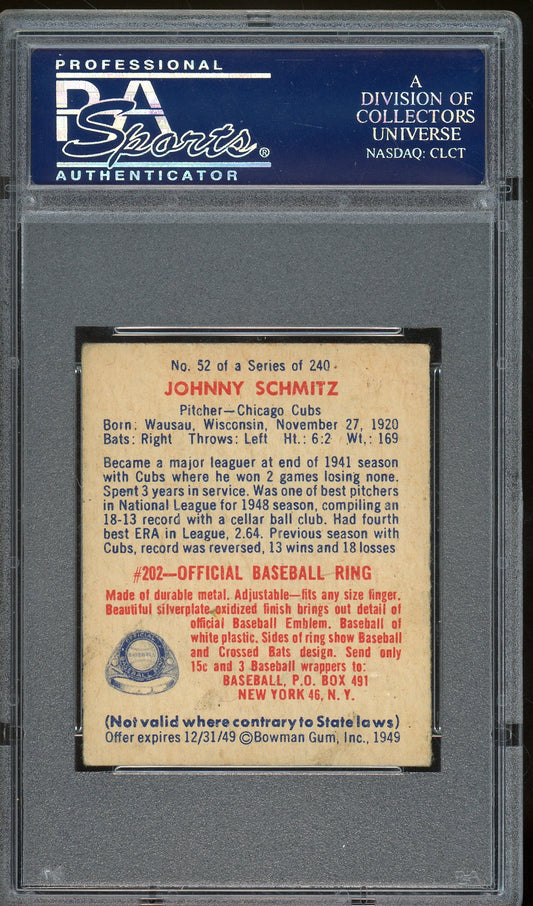 PROFESSIONAL
PSA
Sports®
AUTHENTICATOR
A
DIVISION OF
COLLECTORS
UNIVERSE
NASDAQ: CLCT
No. 52 of a Series of 240
JOHNNY SCHMITZ
Pitcher—Chicago Cubs
Born: Wausau, Wisconsin, November 27, 1920
Bats: Right Throws: Left Ht.: 6:2 Wt.: 169
Became a major leaguer at end of 1941 season
with Cubs where he won 2 games losing none.
Spent 3 years in service. Was one of best pitchers
in National League for 1948 season, compiling an
18-13 record with a cellar ball club. Had fourth
best ERA in League, 2.64. Previous season with
Cubs, record was reversed, 13 wins and 18 losses
#202—OFFICIAL BASEBALL RING
Made of durable metal. Adjustable—fits any size finger.
Beautiful silverplate oxidized finish brings out detail of
official Baseball Emblem. Baseball of
white plastic. Sides of ring show Baseball
and Crossed Bats design. Send only
15c and 3 Baseball wrappers to:
BASEBALL, P.O. BOX 491
NEW YORK 46, N.Y.
(Not valid where contrary to State laws)
Offer expires 12/31/49 ©Bowman Gum, Inc., 1949